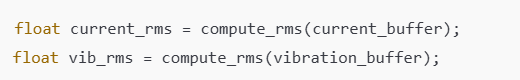 float current_rms = compute_rms(current_buffer);
float vib_rms = compute_rms(vibration_buffer);